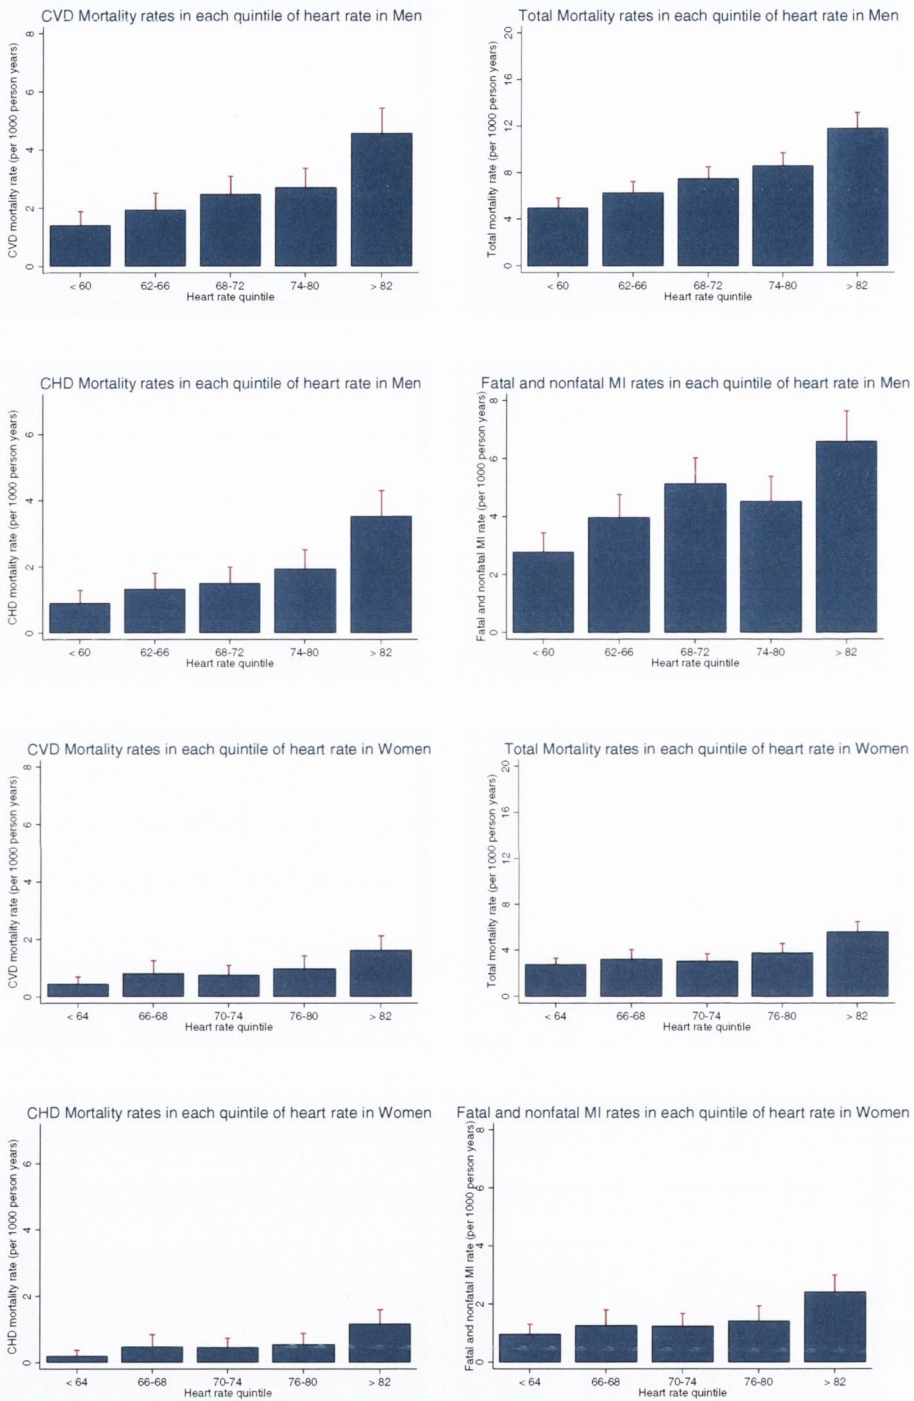 CVD Mortality rates in each quintile of heart rate in Men
CVD mortality rate (per 1000 person years)
8
6
4
2
0
< 60 62-66 68-72 74-80 > 82
Heart rate quintile
Total Mortality rates in each quintile of heart rate in Men
Total mortality rate (per 1000 person years)
20
16
12
8
4
0
< 60 62-66 68-72 74-80 > 82
Heart rate quintile
CHD Mortality rates in each quintile of heart rate in Men
CHD mortality rate (per 1000 person years)
6
4
2
0
< 60 62-66 68-72 74-80 > 82
Heart rate quintile
Fatal and nonfatal MI rates in each quintile of heart rate in Men
Fatal and nonfatal MI rate (per 1000 person years)
8
6
4
2
0
< 60 62-66 68-72 74-80 > 82
Heart rate quintile
CVD Mortality rates in each quintile of heart rate in Women
CVD mortality rate (per 1000 person years)
8
6
4
2
0
< 64 66-68 70-74 76-80 > 82
Heart rate quintile
Total Mortality rates in each quintile of heart rate in Women
Total mortality rate (per 1000 person years)
20
16
12
8
4
0
< 64 66-68 70-74 76-80 > 82
Heart rate quintile
CHD Mortality rates in each quintile of heart rate in Women
CHD mortality rate (per 1000 person years)
6
4
2
0
< 64 66-68 70-74 76-80 > 82
Heart rate quintile
Fatal and nonfatal MI rates in each quintile of heart rate in Women
Fatal and nonfatal MI rate (per 1000 person years)
8
6
4
2
0
< 64 66-68 70-74 76-80 > 82
Heart rate quintile